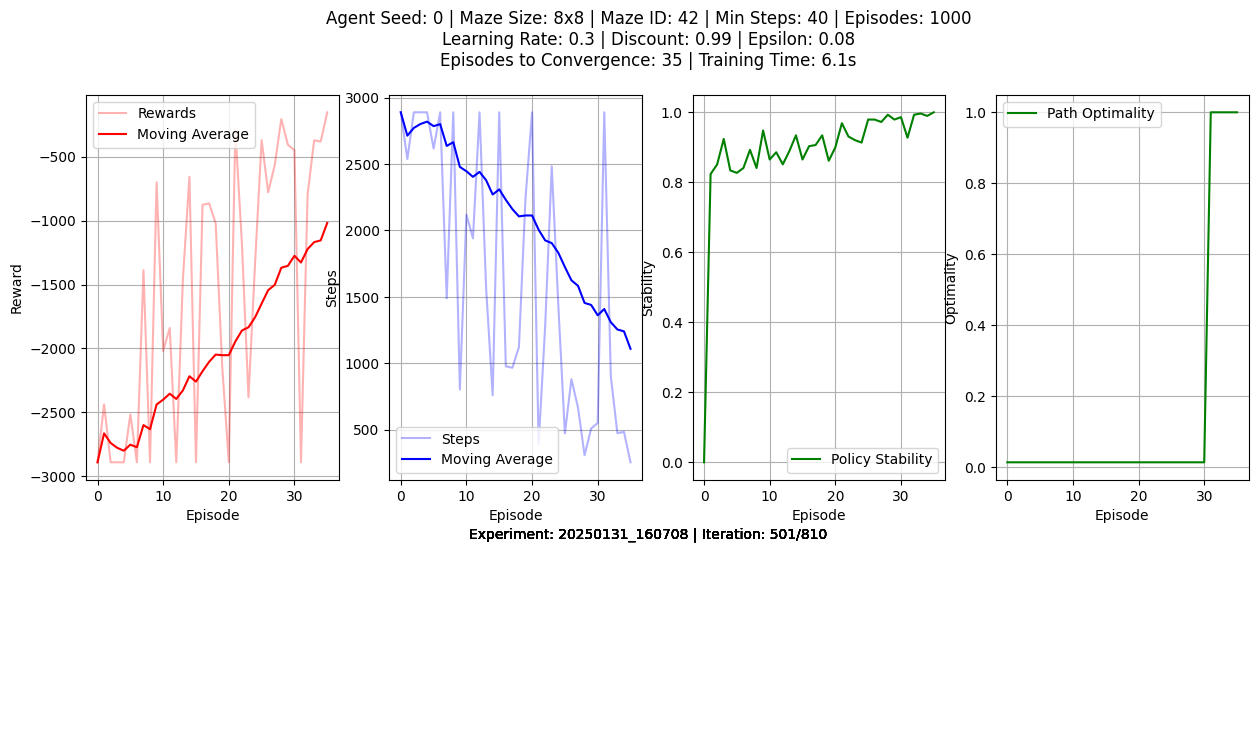 Agent Seed: 0 | Maze Size: 8x8 | Maze ID: 42 | Min Steps: 40 | Episodes: 1000
Learning Rate: 0.3 | Discount: 0.99 | Epsilon: 0.08
Episodes to Convergence: 35 | Training Time: 6.1s
Rewards
Moving Average
−500
−1000
−1500
−2000
−2500
−3000
Reward
0
10
20
30
Episode
3000
2500
2000
1500
1000
500
Steps
Steps
Moving Average
0
10
20
30
Episode
1.0
0.8
0.6
0.4
0.2
0.0
Stability
Policy Stability
0
10
20
30
Episode
Path Optimality
1.0
0.8
0.6
0.4
0.2
0.0
Optimality
0
10
20
30
Episode
Experiment: 20250131_160708 | Iteration: 501/810